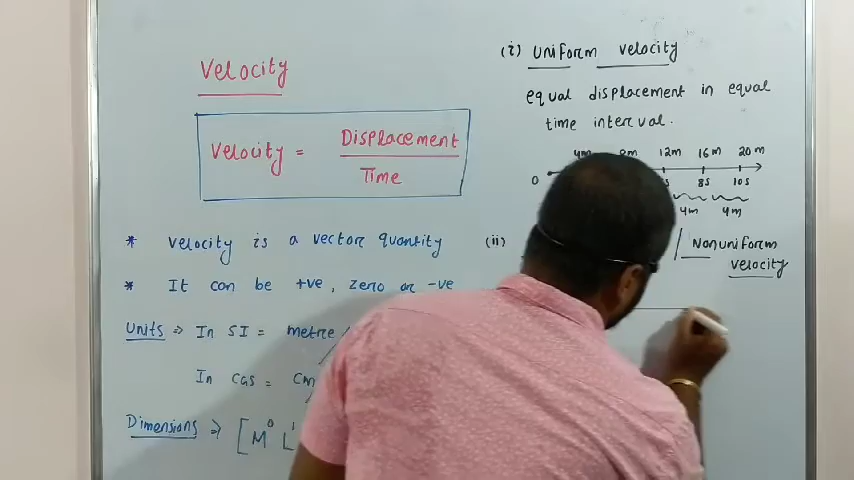 Velocity
Velocity = Displacement
Time
* velocity is a vector quantity
* It can be +ve, zero or -ve
Units ⇒ In SI = metre /
In CGS = cm
Dimensions ⇒ [M⁰ L¹
(i) Uniform velocity
equal displacement in equal
time interval.
4m 8m 12m 16m 20m
0 s 8s 10s
4m 4m
(ii) / Nonuniform
velocity